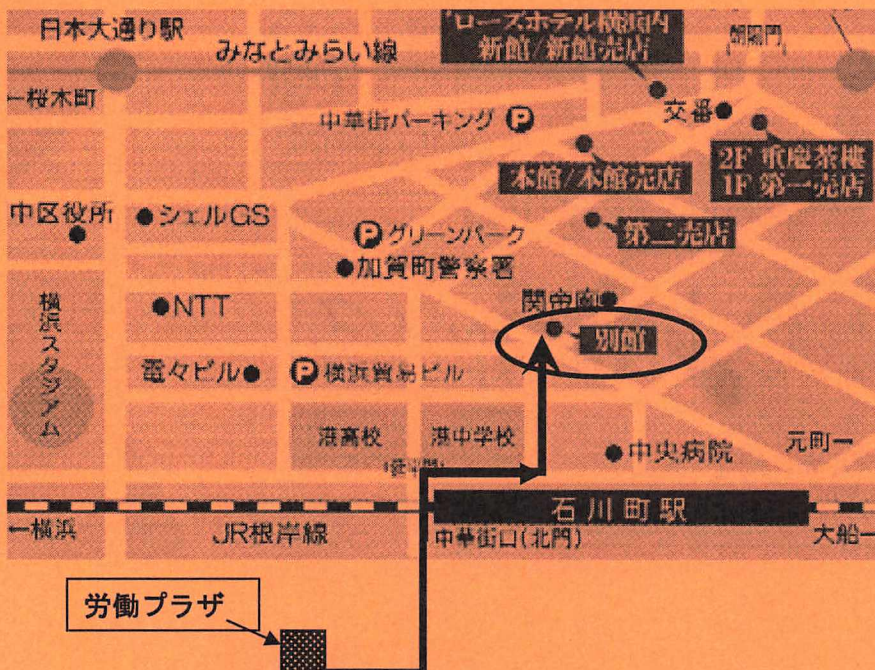 日本大通り駅
みなとみらい線
ローズホテル横浜内
新館/新館売店
朝陽門
←桜木町
中華街パーキング P
交番
本館/本館売店
2F 重慶茶樓
1F 第一売店
中区役所
シェルGS
P グリーンパーク
第二売店
加賀町警察署
横浜スタジアム
NTT
関帝廟
別館
電々ビル
P 横浜貿易ビル
港高校
港中学校
中央病院
元町
石川町駅
←横浜
JR根岸線
中華街口(北門)
大船
労働プラザ